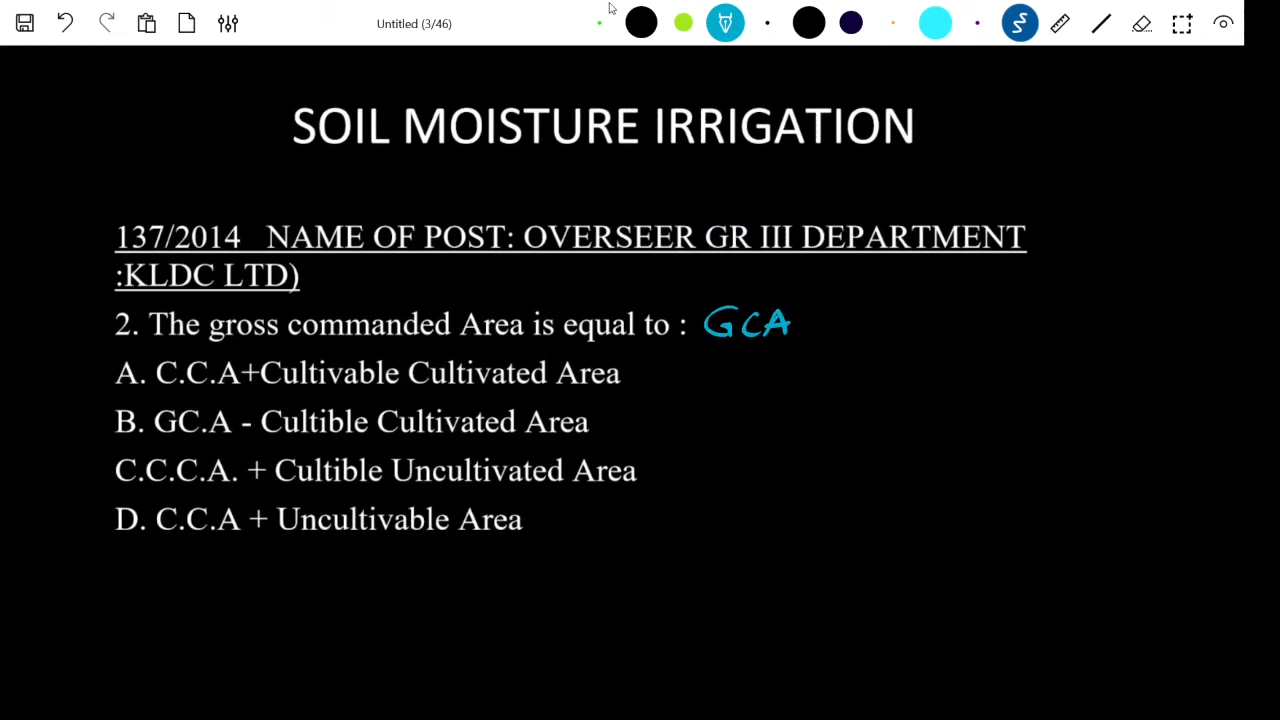 Untitled (3/46)
SOIL MOISTURE IRRIGATION
137/2014 NAME OF POST: OVERSEER GR III DEPARTMENT
:KLDC LTD)
2. The gross commanded Area is equal to : GCA
A. C.C.A+Cultivable Cultivated Area
B. GC.A - Cultible Cultivated Area
C.C.C.A. + Cultible Uncultivated Area
D. C.C.A + Uncultivable Area